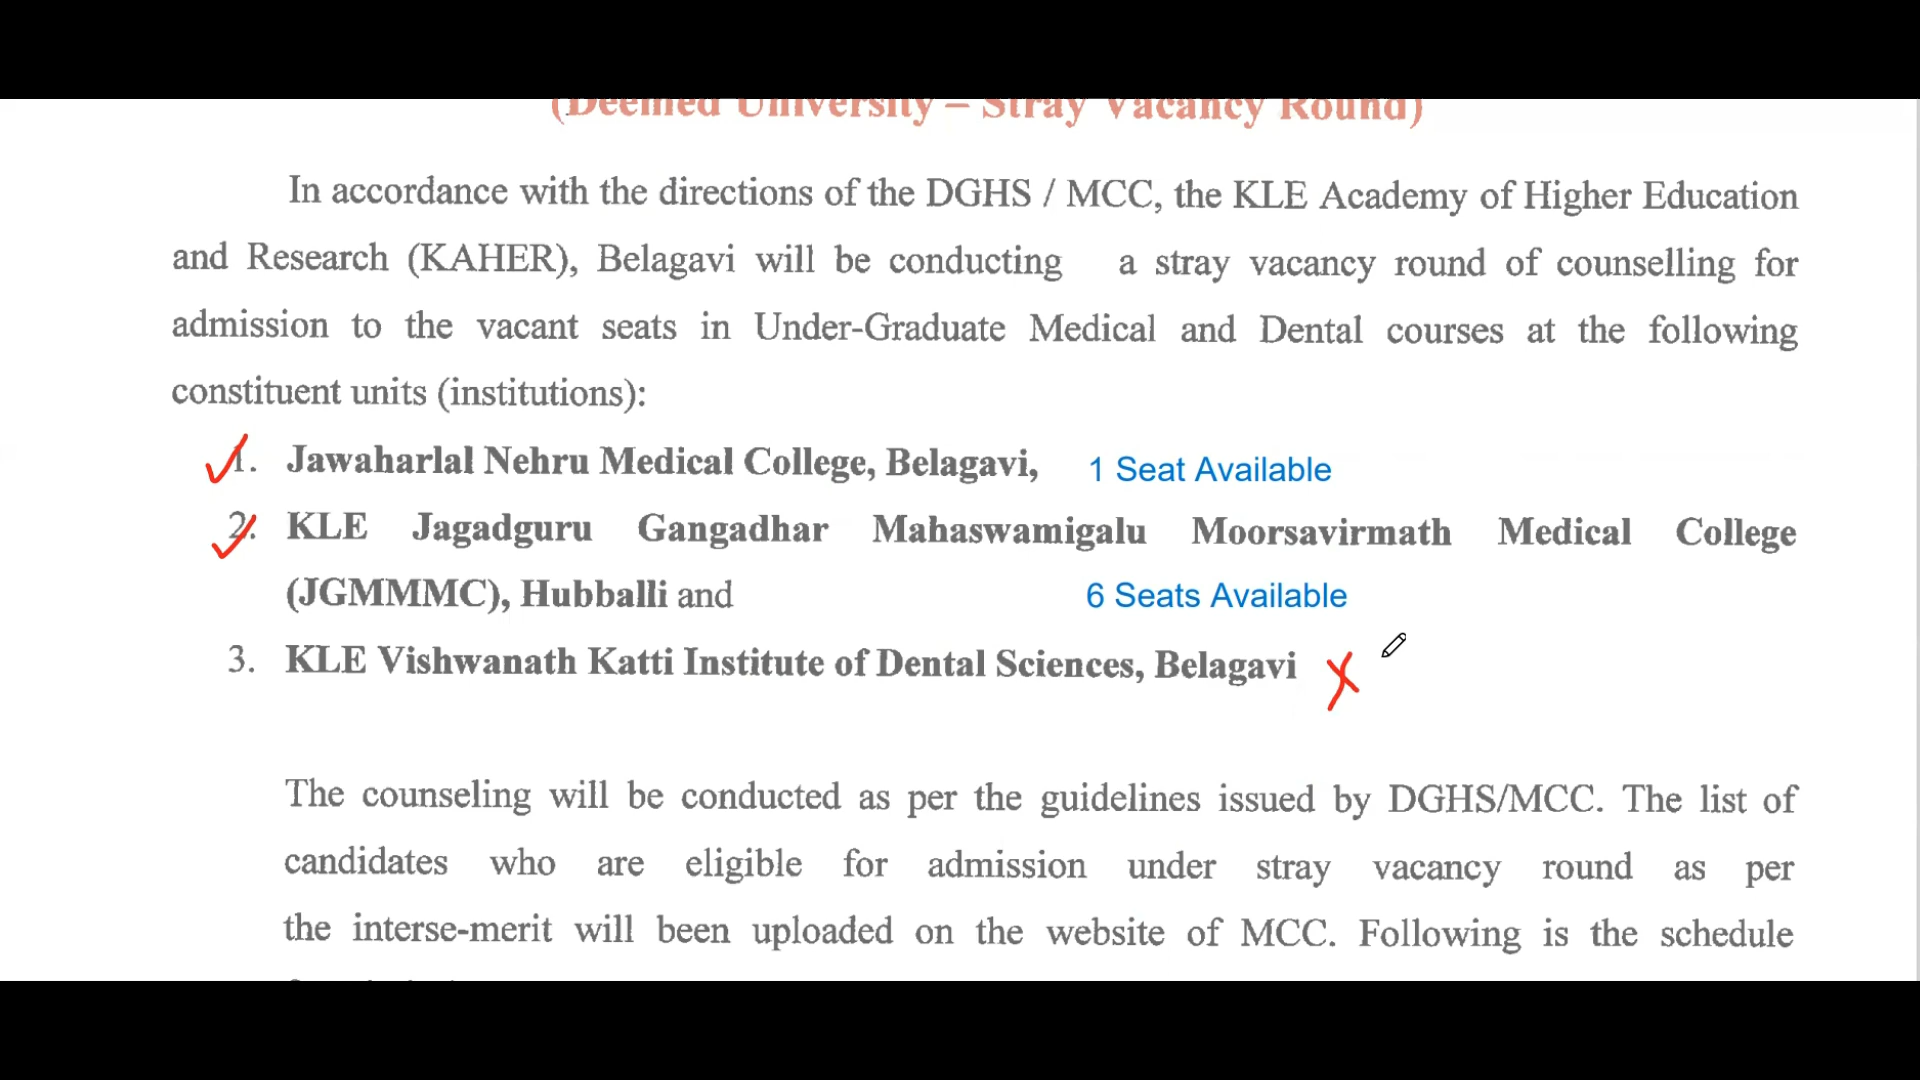 (Deemed University – Stray Vacancy Round)
In accordance with the directions of the DGHS / MCC, the KLE Academy of Higher Education
and Research (KAHER), Belagavi will be conducting a stray vacancy round of counselling for
admission to the vacant seats in Under-Graduate Medical and Dental courses at the following
constituent units (institutions):
1. Jawaharlal Nehru Medical College, Belagavi, 1 Seat Available
2. KLE Jagadguru Gangadhar Mahaswamigalu Moorsavirmath Medical College
(JGMMMC), Hubballi and 6 Seats Available
3. KLE Vishwanath Katti Institute of Dental Sciences, Belagavi
The counseling will be conducted as per the guidelines issued by DGHS/MCC. The list of
candidates who are eligible for admission under stray vacancy round as per
the interse-merit will been uploaded on the website of MCC. Following is the schedule